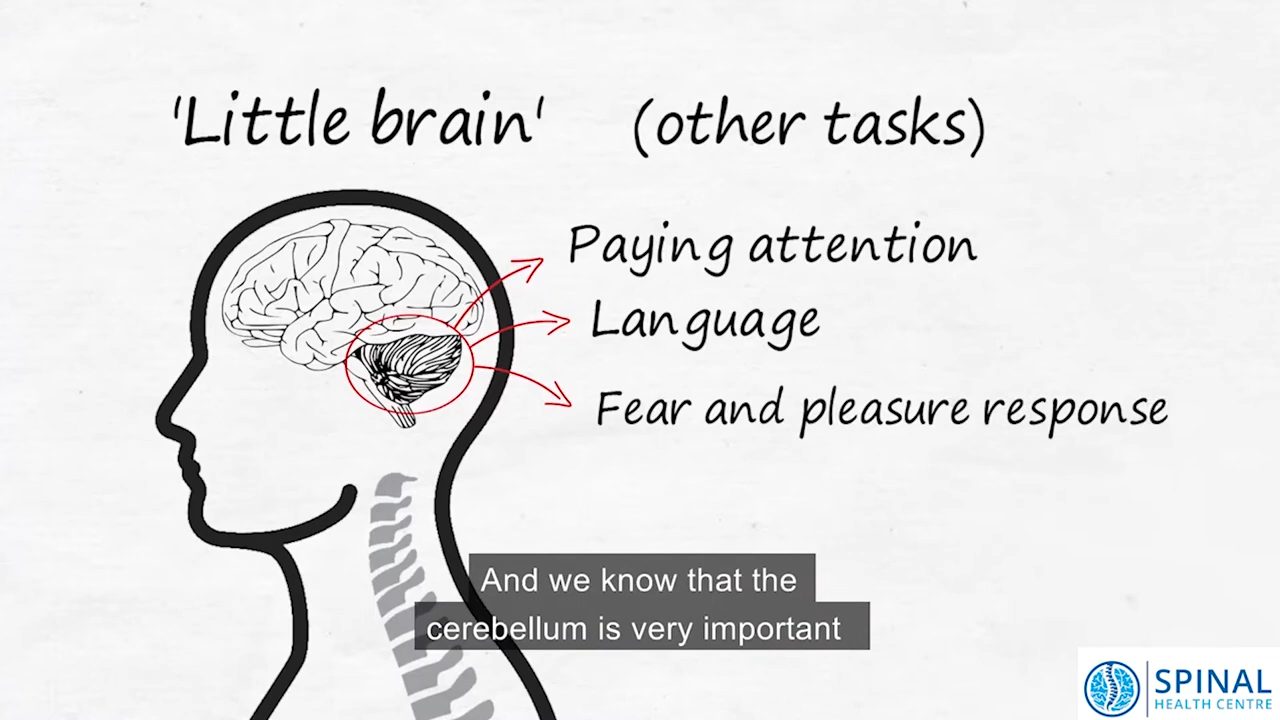 'Little brain' (other tasks)
Paying attention
Language
Fear and pleasure response
And we know that the
cerebellum is very important
SPINAL
HEALTH CENTRE